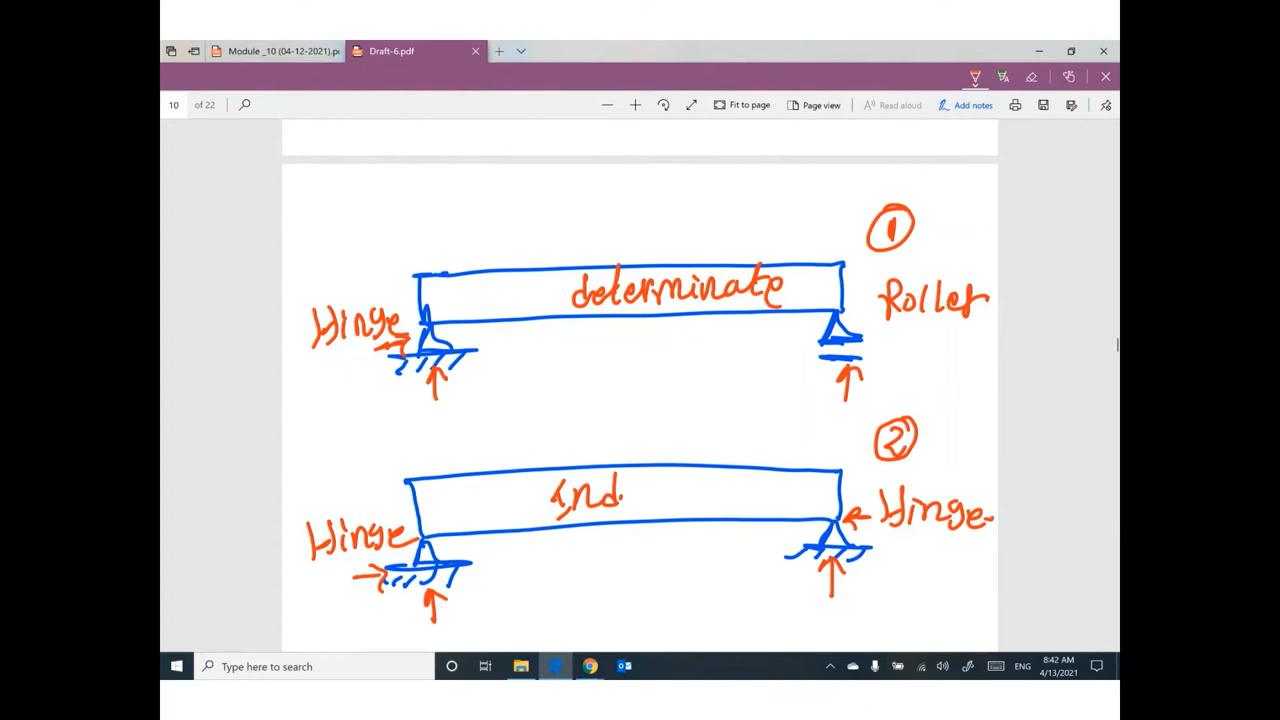 Module _10 (04-12-2021).p
Draft-6.pdf
10 of 22
Fit to page
Page view
Read aloud
Add notes
1
determinate
Hinge
Roller
2
Ind.
Hinge
Hinge
Type here to search
ENG
8:42 AM
4/13/2021